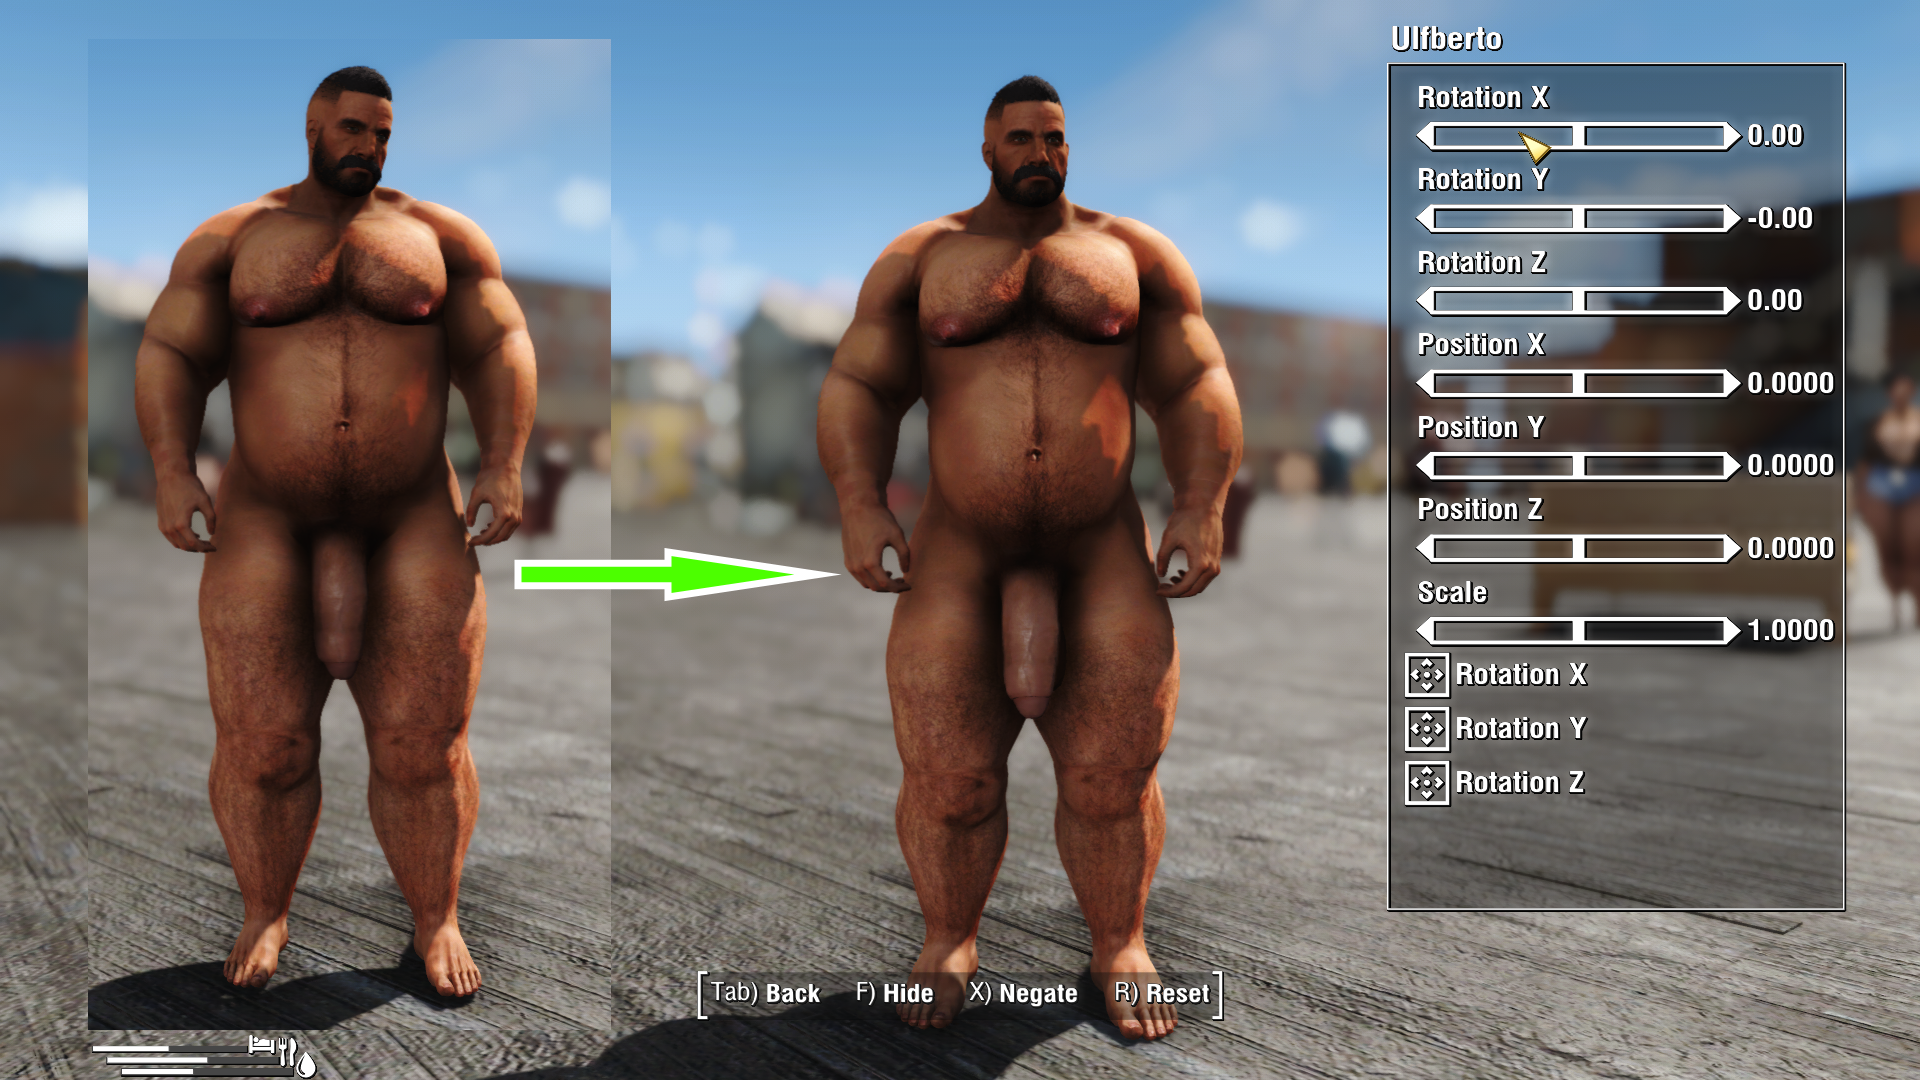 Ulfberto
Rotation X
0.00
Rotation Y
-0.00
Rotation Z
0.00
Position X
0.0000
Position Y
0.0000
Position Z
0.0000
Scale
1.0000
Rotation X
Rotation Y
Rotation Z
Tab) Back F) Hide X) Negate R) Reset